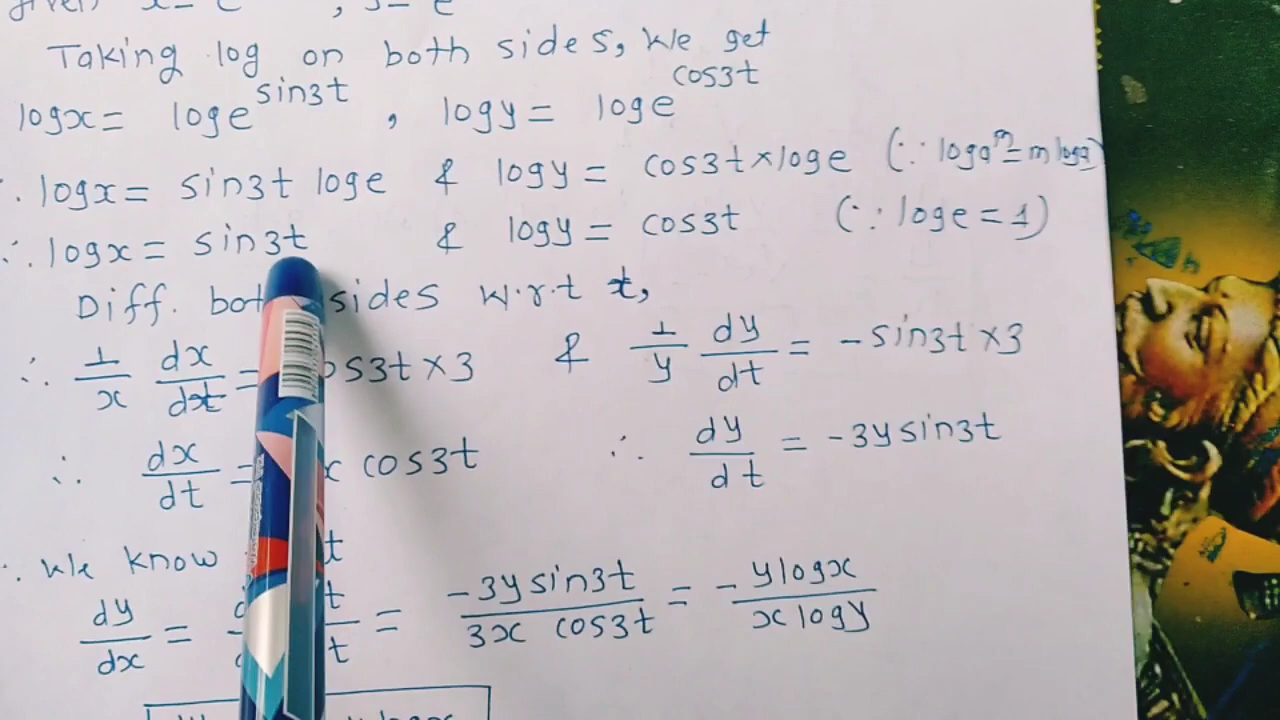 Taking log on both sides, We get
logx = loge^sin3t , logy = loge^cos3t
∴ logx = sin3t loge & logy = cos3t×loge (∵ loga^m = m loga)
∴ logx = sin3t & logy = cos3t (∵ loge = 1)
Diff. both sides w.r.t t,
∴ 1/x dx/dt = cos3t × 3 & 1/y dy/dt = -sin3t × 3
∴ dx/dt = x cos3t ∴ dy/dt = -3y sin3t
∴ We know
dy/dx = = -3y sin3t / 3x cos3t = - y logx / x logy